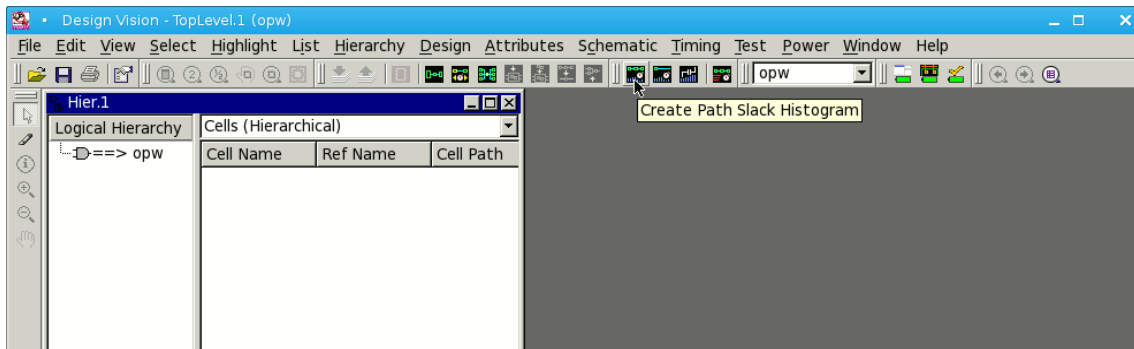 Design Vision - TopLevel.1 (opw)
File Edit View Select Highlight List Hierarchy Design Attributes Schematic Timing Test Power Window Help
opw
Hier.1
Create Path Slack Histogram
Logical Hierarchy Cells (Hierarchical)
==> opw Cell Name Ref Name Cell Path